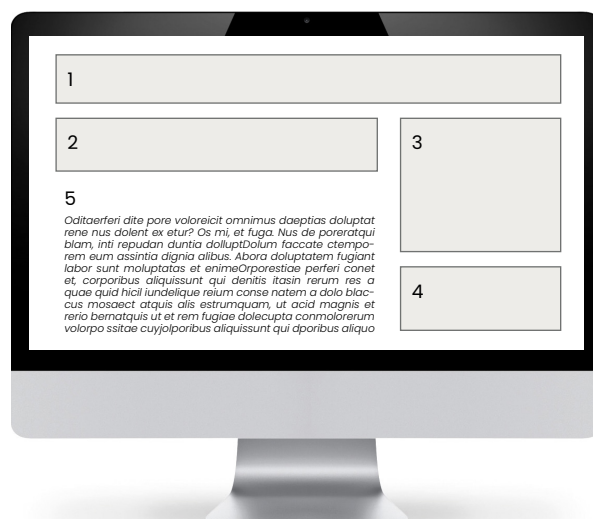 1
2
3
5
Oditaerferi dite pore voloreicit omnimus daeptias doluptat
rene nus dolent ex etur? Os mi, et fuga. Nus de poreratqui
blam, inti repudan duntia dolluptDolum faccate ctempo-
rem eum assintia dignia alibus. Abora doluptatem fugiant
labor sunt moluptatas et enimeOrporestiae perferi conet
et, corporibus aliquissunt qui denitis itasin rerum res a
quae quid hicil iundelique reium conse natem a dolo blac-
cus mosaect atquis alis estrumquam, ut acid magnis et
rerio bernatquis ut et rem fugiae dolecupta conmolorerum
volorpo ssitae cuyjolporibus aliquissunt qui dporibus aliquo
4